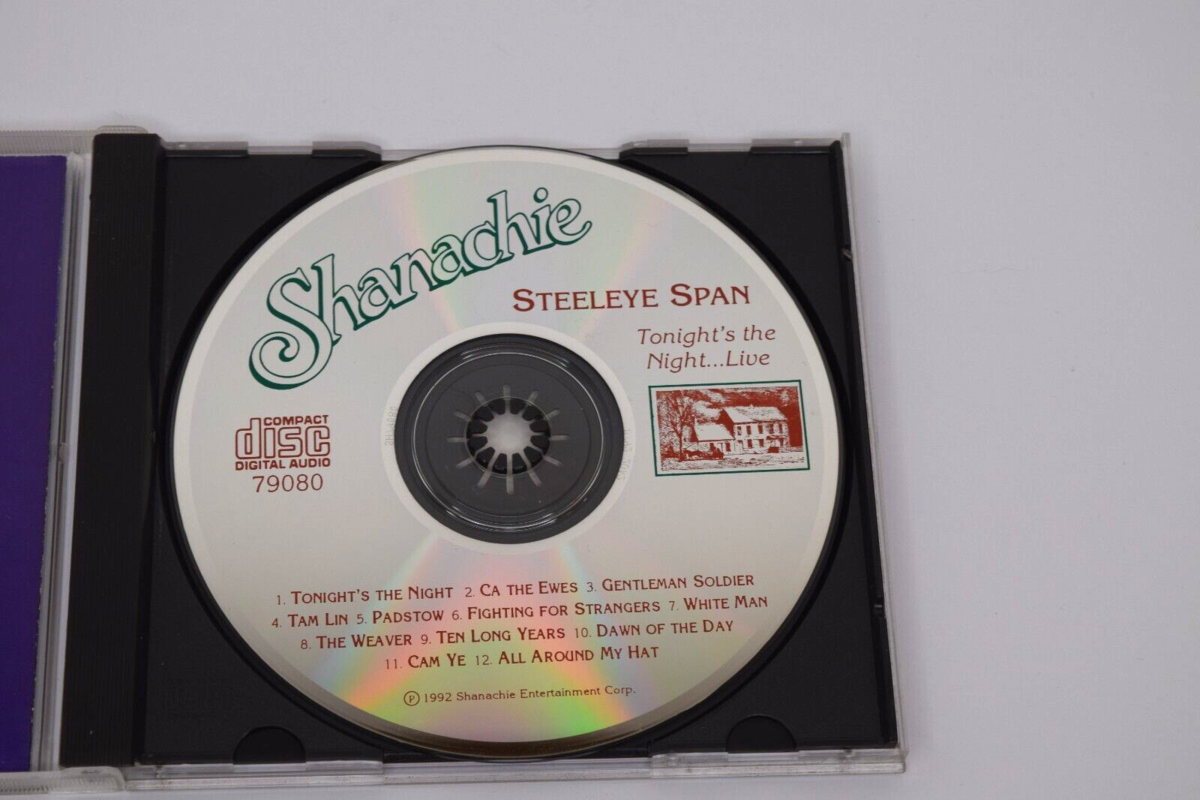 Shanachie
STEELEYE SPAN
Tonight's the
Night...Live
COMPACT
disc
DIGITAL AUDIO
79080
1. TONIGHT'S THE NIGHT 2. CA THE EWES 3. GENTLEMAN SOLDIER
4. TAM LIN 5. PADSTOW 6. FIGHTING FOR STRANGERS 7. WHITE MAN
8. THE WEAVER 9. TEN LONG YEARS 10. DAWN OF THE DAY
11. CAM YE 12. ALL AROUND MY HAT
℗ 1992 Shanachie Entertainment Corp.